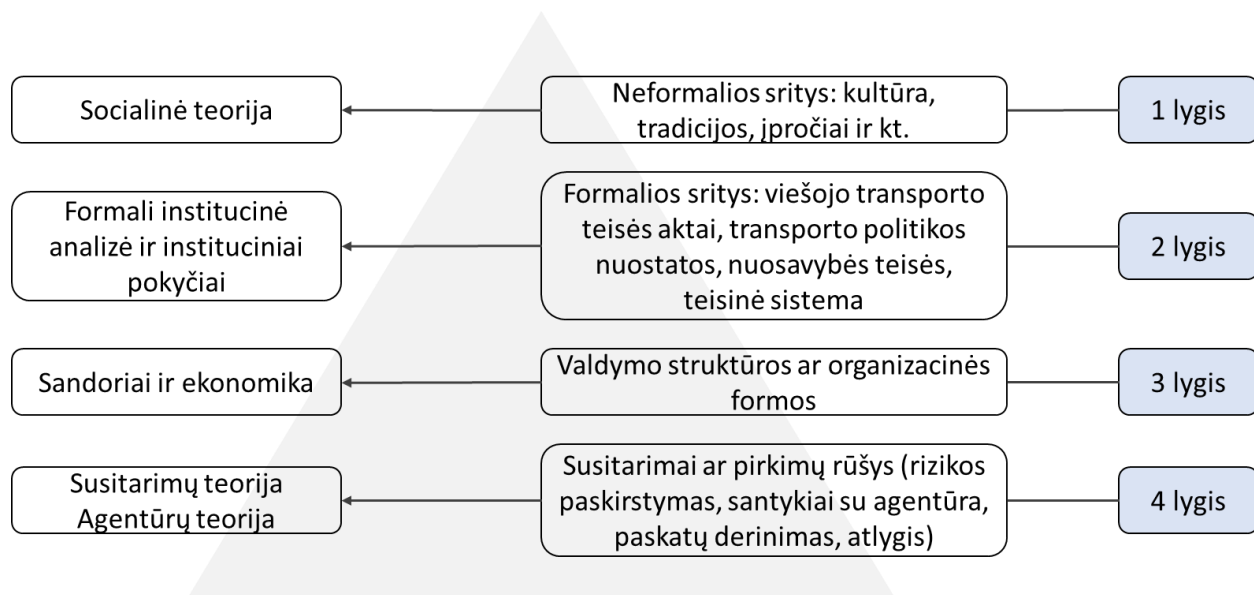 Socialinė teorija
Neformalios sritys: kultūra,
tradicijos, įpročiai ir kt.
1 lygis
Formali institucinė
analizė ir instituciniai
pokyčiai
Formalios sritys: viešojo transporto
teisės aktai, transporto politikos
nuostatos, nuosavybės teisės,
teisinė sistema
2 lygis
Sandoriai ir ekonomika
Valdymo struktūros ar organizacinės
formos
3 lygis
Susitarimų teorija
Agentūrų teorija
Susitarimai ar pirkimų rūšys (rizikos
paskirstymas, santykiai su agentūra,
paskatų derinimas, atlygis)
4 lygis